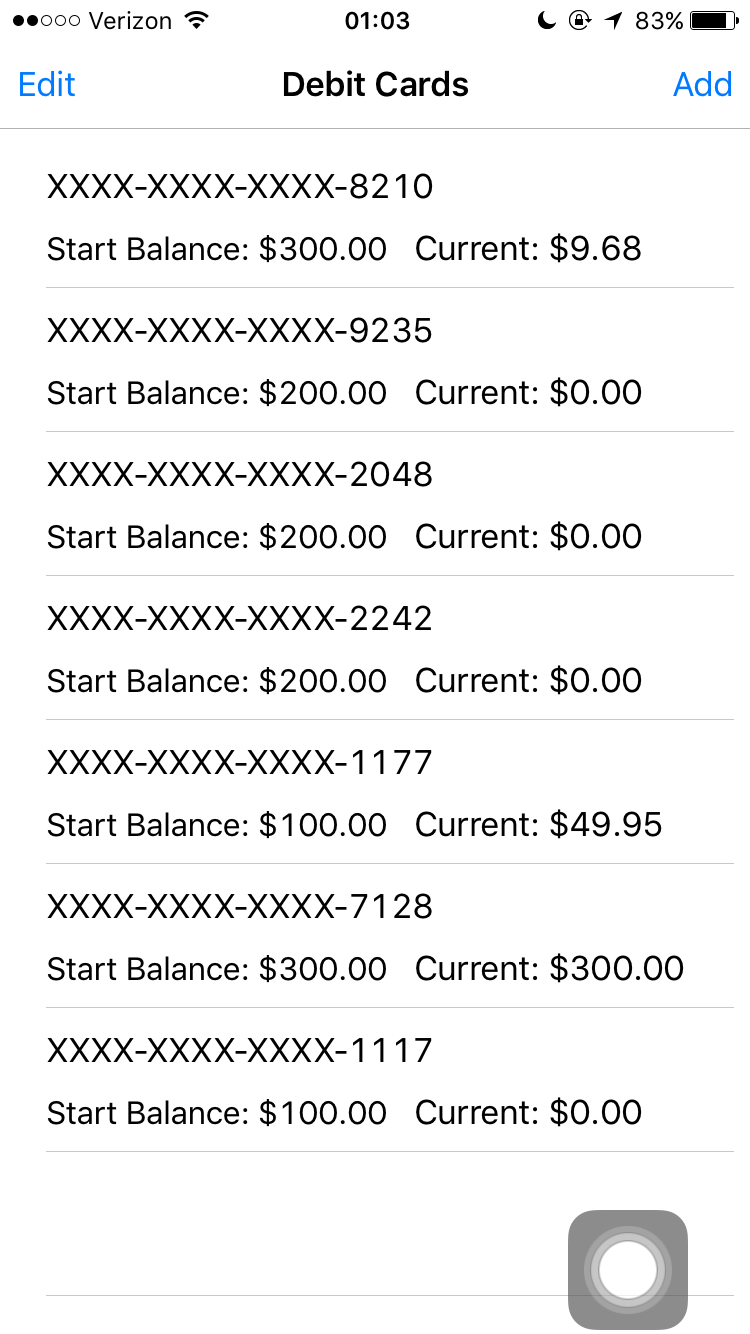 Verizon 01:03 83%
Edit Debit Cards Add
XXXX-XXXX-XXXX-8210
Start Balance: $300.00 Current: $9.68
XXXX-XXXX-XXXX-9235
Start Balance: $200.00 Current: $0.00
XXXX-XXXX-XXXX-2048
Start Balance: $200.00 Current: $0.00
XXXX-XXXX-XXXX-2242
Start Balance: $200.00 Current: $0.00
XXXX-XXXX-XXXX-1177
Start Balance: $100.00 Current: $49.95
XXXX-XXXX-XXXX-7128
Start Balance: $300.00 Current: $300.00
XXXX-XXXX-XXXX-1117
Start Balance: $100.00 Current: $0.00